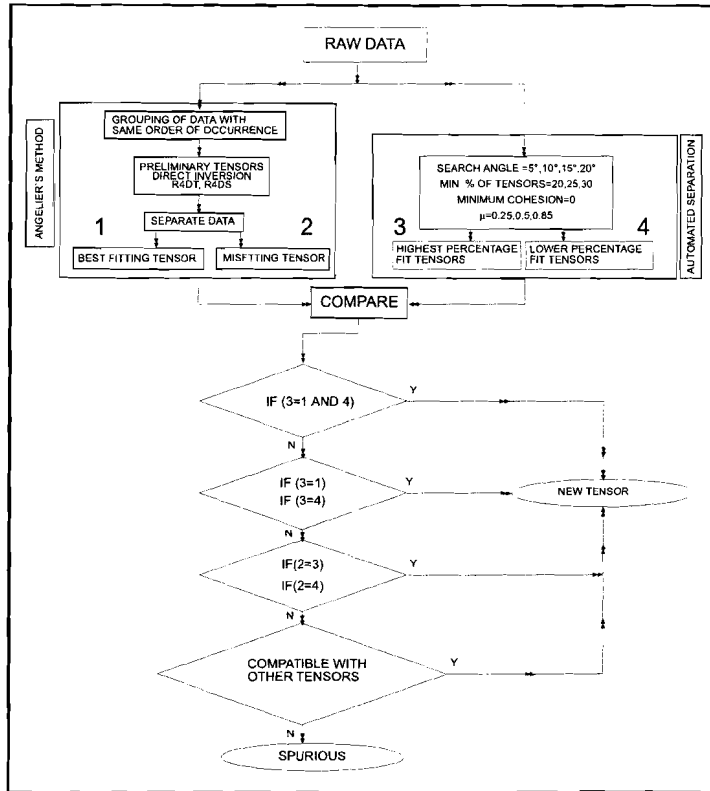 RAW DATA
ANGELIER'S METHOD
GROUPING OF DATA WITH
SAME ORDER OF OCCURRENCE
PRELIMINARY TENSORS
DIRECT INVERSION
R4DT, R4DS
1
SEPARATE DATA
2
BEST FITTING TENSOR
MISFTTING TENSOR
SEARCH ANGLE =5°,10°,15°,20°
MIN % OF TENSORS=20,25,30
MINIMUM COHESION=0
µ=0.25,0.5,0.85
3
4
HIGHEST PERCENTAGE
FIT TENSORS
LOWER PERCENTAGE
FIT TENSORS
AUTOMATED SEPARATION
COMPARE
IF (3=1 AND 4)
Y
N
IF (3=1)
IF (3=4)
Y
NEW TENSOR
N
IF(2=3)
IF(2=4)
Y
N
COMPATIBLE WITH
OTHER TENSORS
Y
N
SPURIOUS